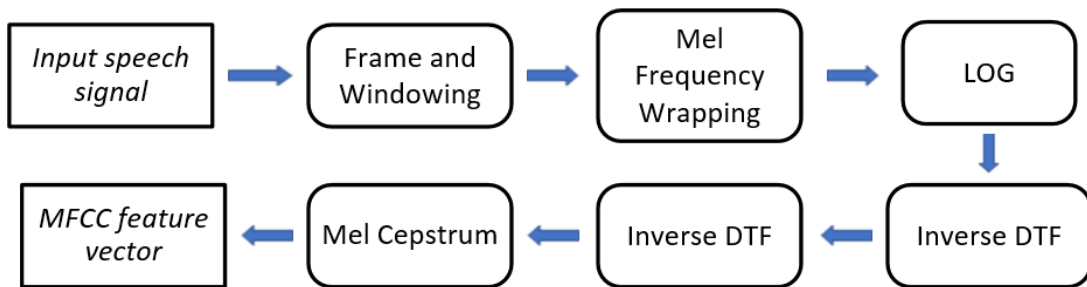 Input speech
signal
Frame and
Windowing
Mel
Frequency
Wrapping
LOG
MFCC feature
vector
Mel Cepstrum
Inverse DTF
Inverse DTF